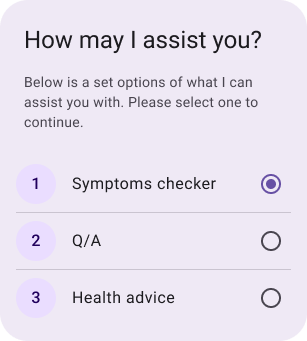 How may I assist you?
Below is a set options of what I can
assist you with. Please select one to
continue.
1 Symptoms checker
2 Q/A
3 Health advice